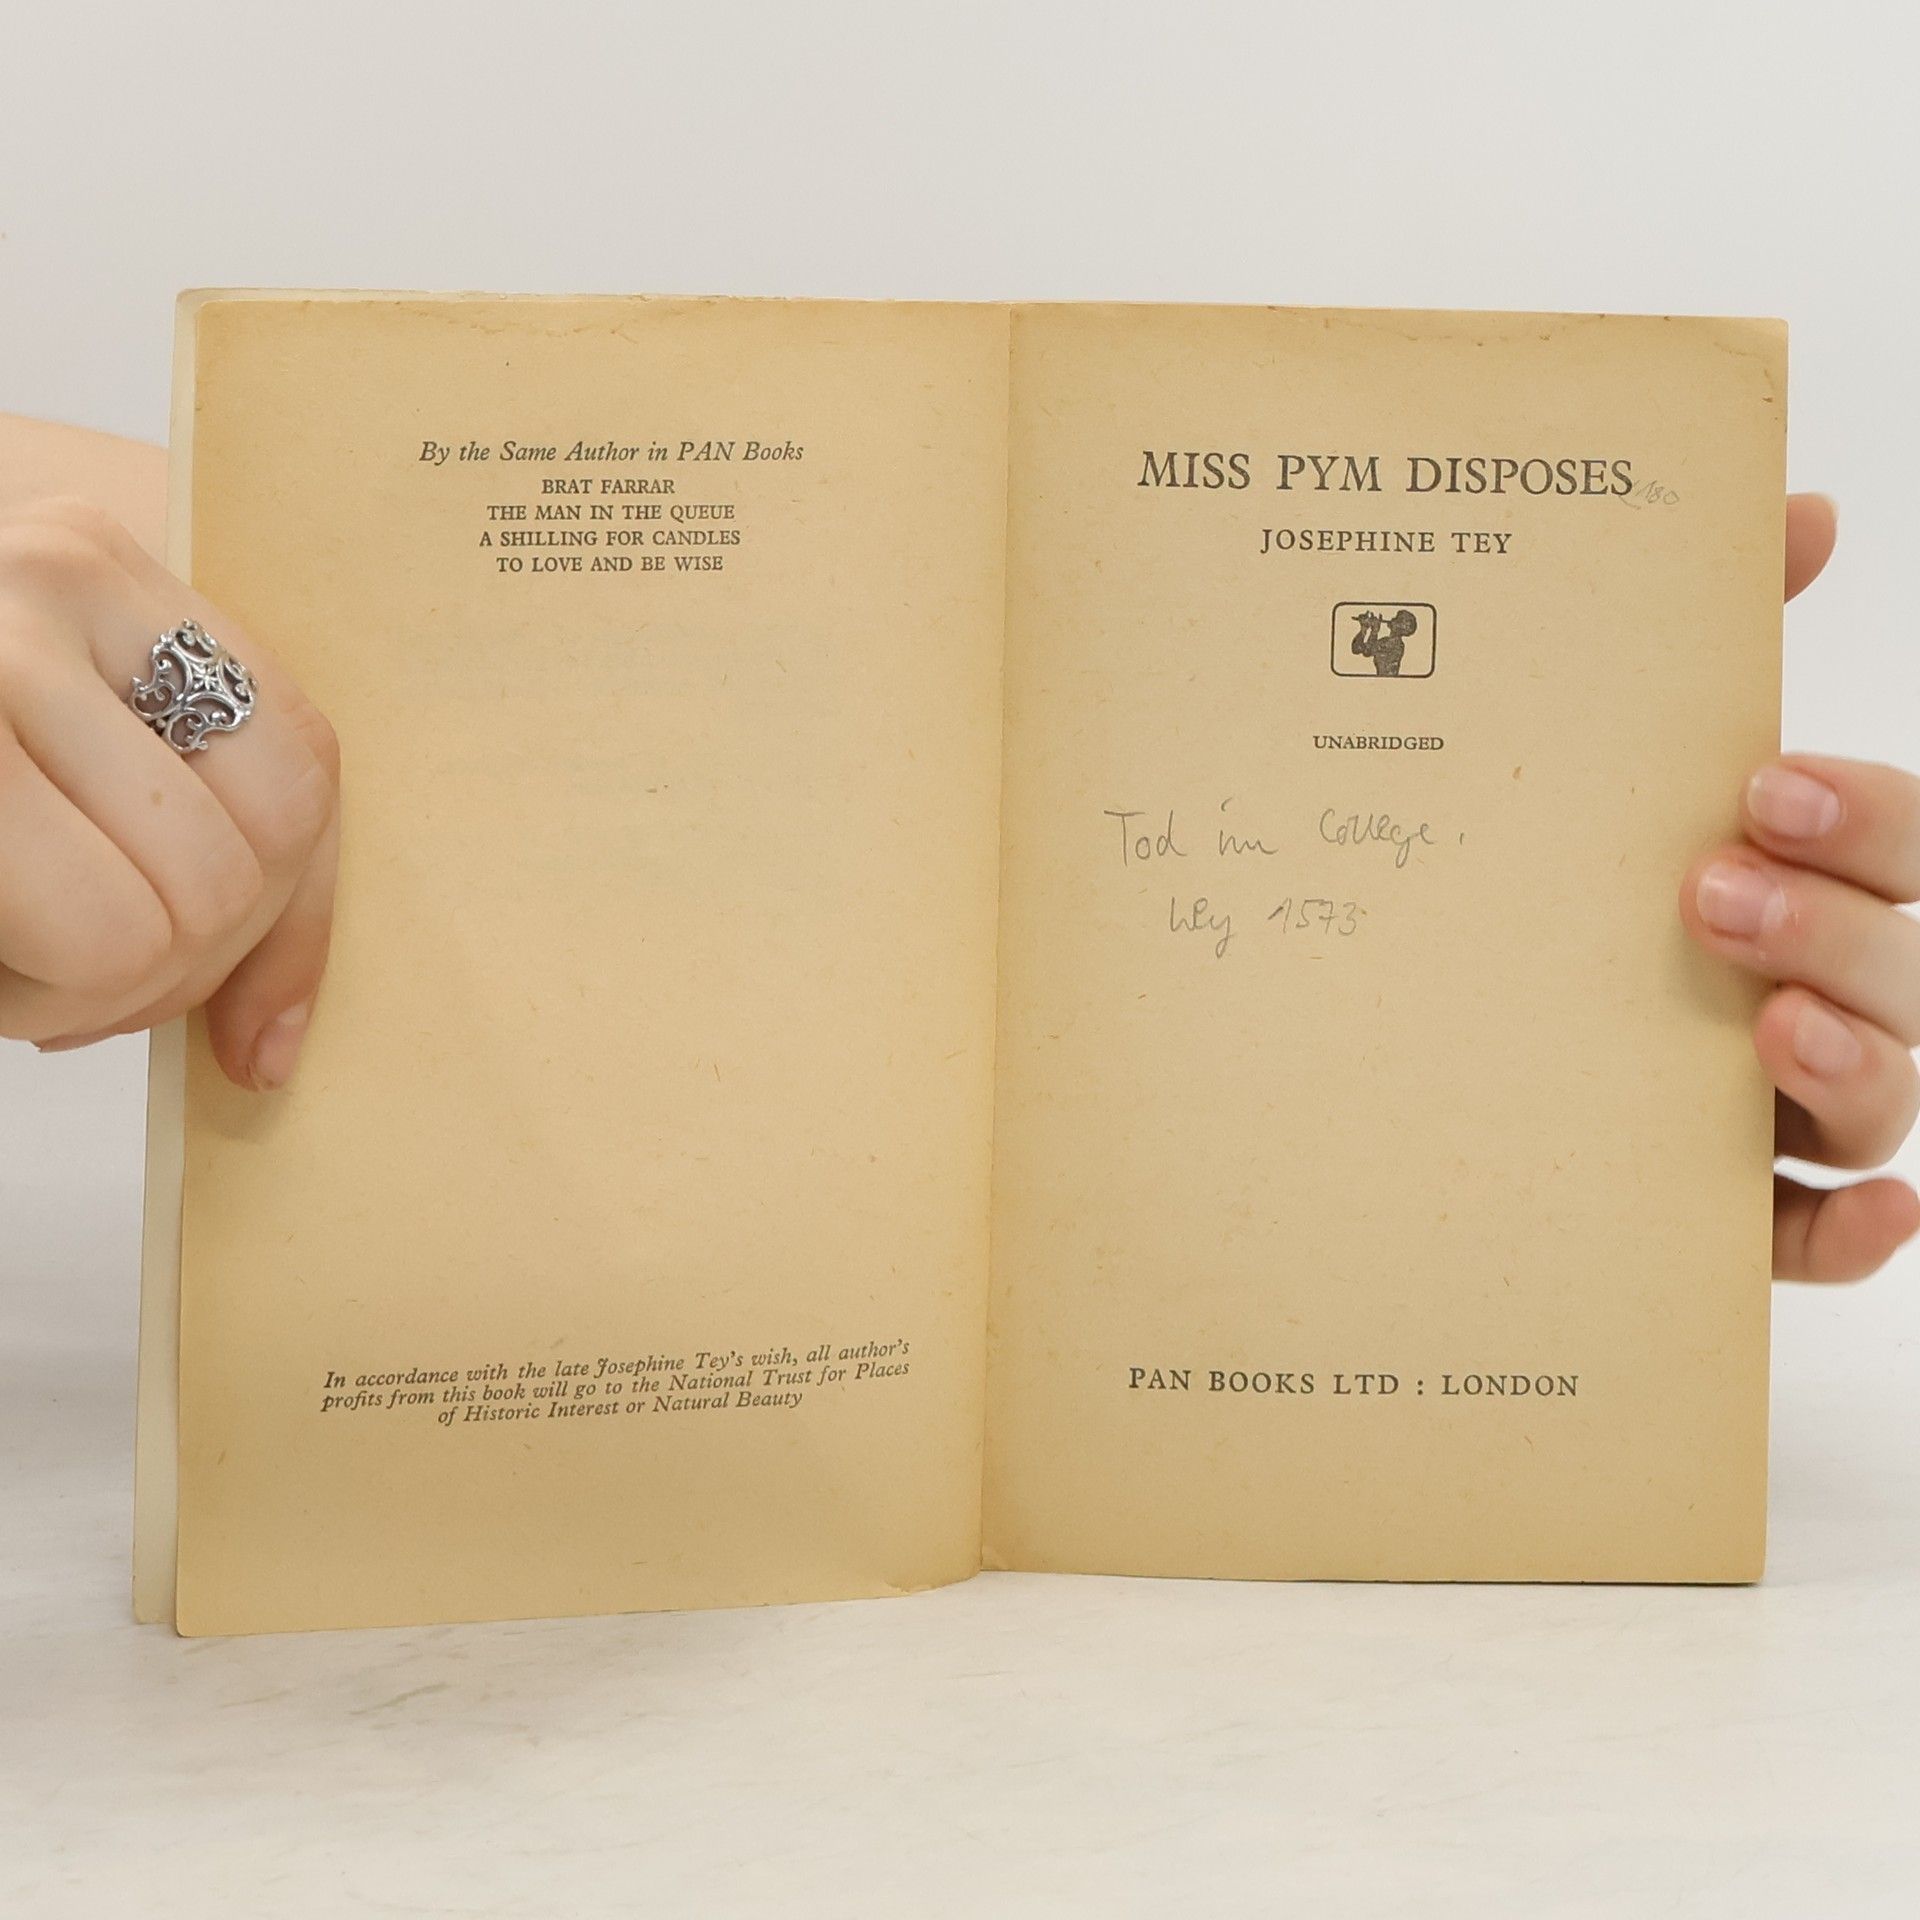 By the Same Author in PAN Books
BRAT FARRAR
THE MAN IN THE QUEUE
A SHILLING FOR CANDLES
TO LOVE AND BE WISE
In accordance with the late Josephine Tey's wish, all author's
profits from this book will go to the National Trust for Places
of Historic Interest or Natural Beauty
MISS PYM DISPOSES
180
JOSEPHINE TEY
UNABRIDGED
Tod im College.
1573
PAN BOOKS LTD : LONDON